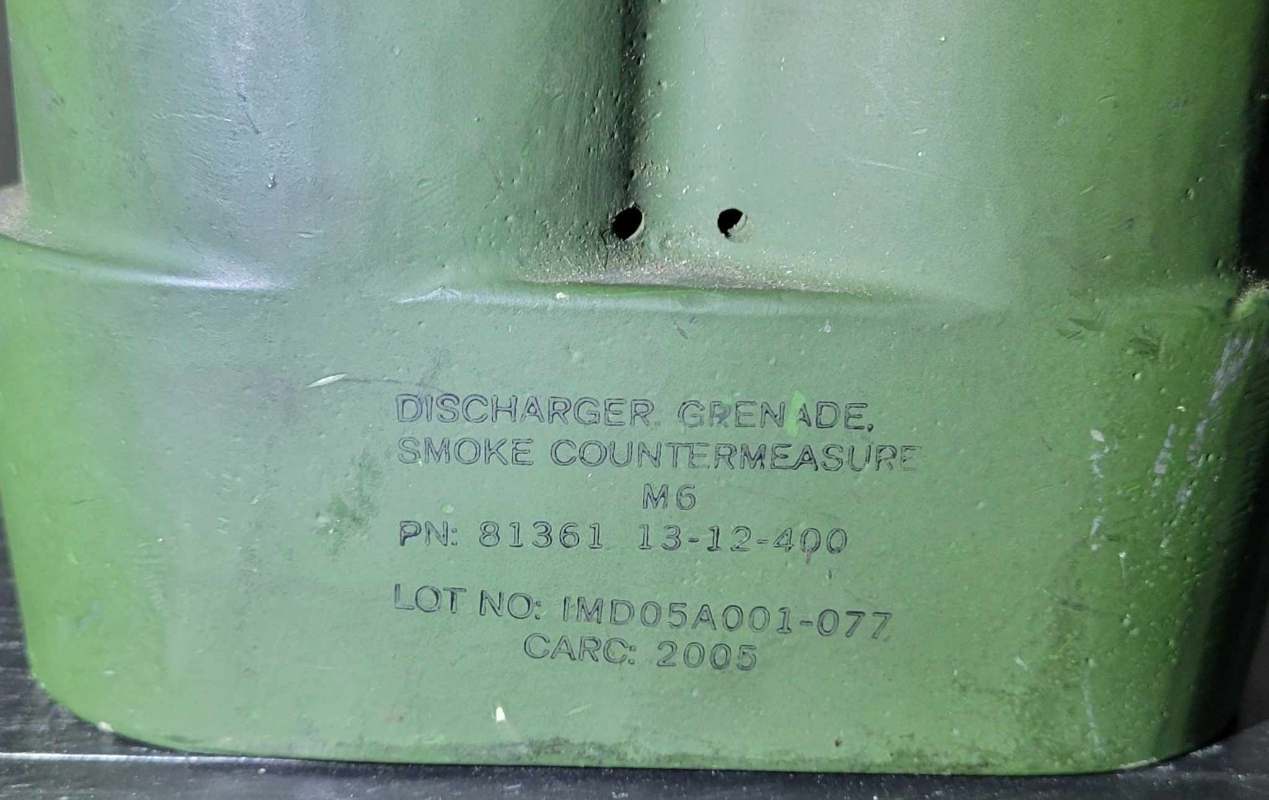 DISCHARGER, GRENADE,
SMOKE COUNTERMEASURE
M6
PN: 81361 13-12-400
LOT NO: IMD05A001-077
CARC: 2005